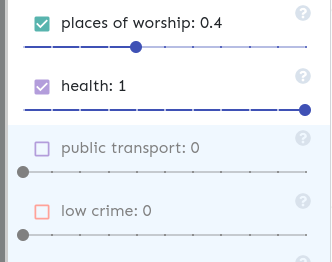 places of worship: 0.4
?
health: 1
?
public transport: 0
?
low crime: 0
?